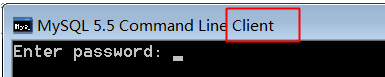 MySQL 5.5 Command Line Client
Enter password: